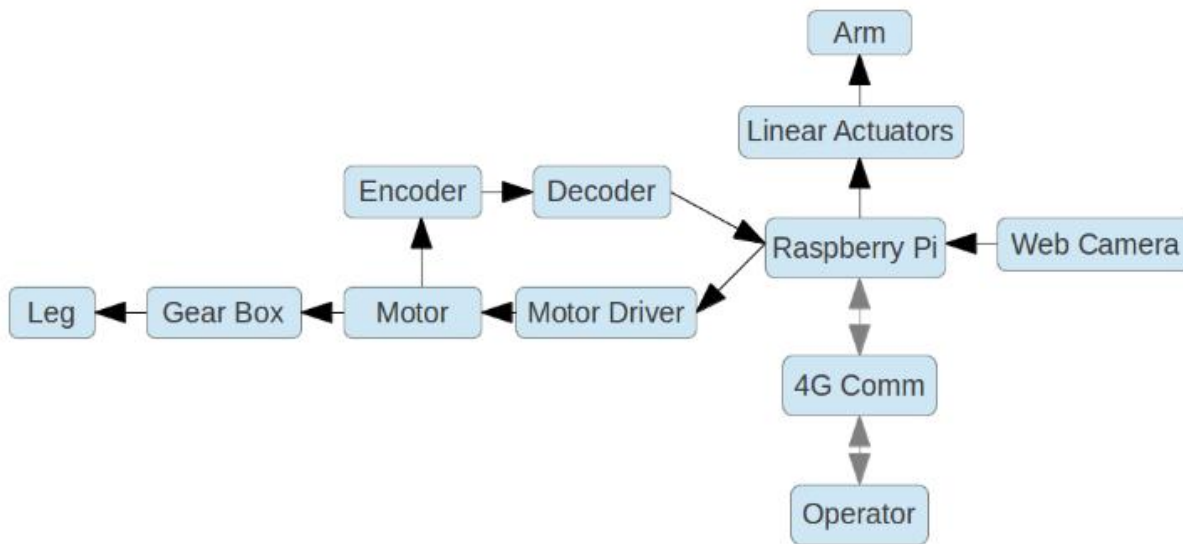 Arm
Linear Actuators
Encoder
Decoder
Raspberry Pi
Web Camera
Leg
Gear Box
Motor
Motor Driver
4G Comm
Operator